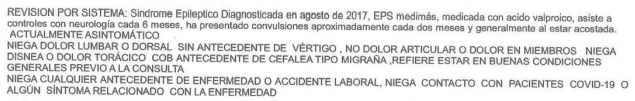 REVISION POR SISTEMA: Sindrome Epileptico Diagnosticada en agosto de 2017, EPS medimás, medicada con acido valproico, asiste a
controles con neurología cada 6 meses, ha presentado convulsiones aproximadamente cada dos meses y generalmente al estar acostada.
ACTUALMENTE ASINTOMÁTICO
NIEGA DOLOR LUMBAR O DORSAL SIN ANTECEDENTE DE VÉRTIGO , NO DOLOR ARTICULAR O DOLOR EN MIEMBROS NIEGA
DISNEA O DOLOR TORÁCICO COB ANTECEDENTE DE CEFALEA TIPO MIGRAÑA ,REFIERE ESTAR EN BUENAS CONDICIONES
GENERALES PREVIO A LA CONSULTA
NIEGA CUALQUIER ANTECEDENTE DE ENFERMEDAD O ACCIDENTE LABORAL, NIEGA CONTACTO CON PACIENTES COVID-19 O
ALGÚN SÍNTOMA RELACIONADO CON LA ENFERMEDAD